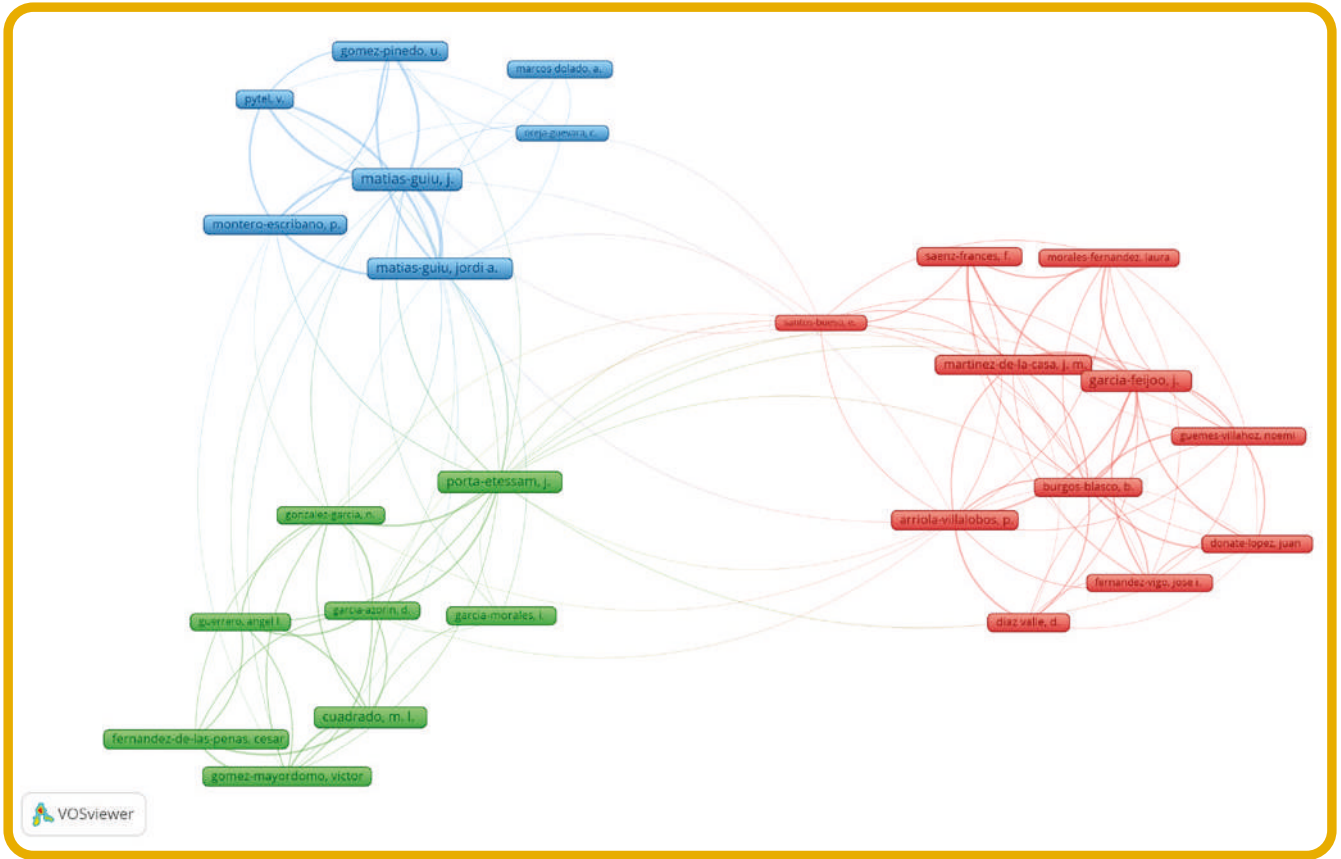 gomez-pinedo, u.
marcos dolado, a.
pytel, v.
oreja-guevara, c.
matias-guiu, j.
montero-escribano, p.
matias-guiu, jordi a.
saenz-frances, f.
morales-fernandez, laura
santos-bueso, e.
martinez-de-la-casa, j. m.
garcia-feijoo, j.
guemes-villahoz, noemi
porta-etessam, j.
burgos-blasco, b.
gonzalez-garcia, n.
arriola-villalobos, p.
donate-lopez, juan
fernandez-vigo, jose i.
garcia-azorin, d.
garcia-morales, i.
guerrero, angel l.
diaz valle, d.
cuadrado, m. l.
fernandez-de-las-penas, cesar
gomez-mayordomo, victor
VOSviewer